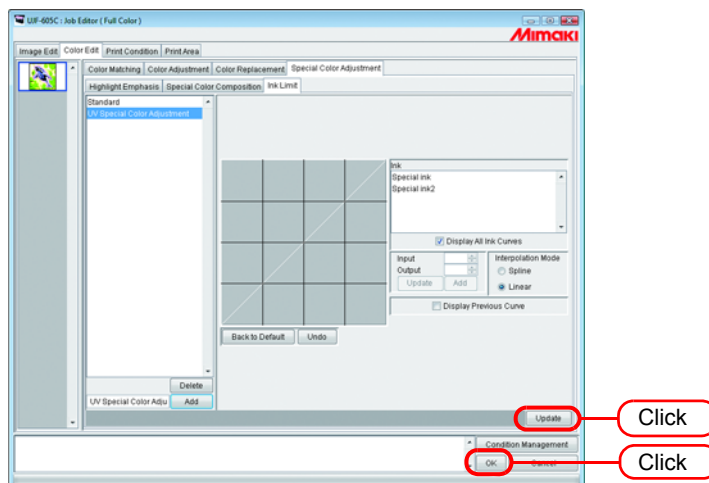 UJF-605C : Job Editor ( Full Color )
Mimaki
Image Edit Color Edit Print Condition Print Area
Color Matching Color Adjustment Color Replacement Special Color Adjustment
Highlight Emphasis Special Color Composition Ink Limit
Standard
UV Special Color Adjustment
Ink
Special ink
Special ink2
Display All Ink Curves
Input Interpolation Mode
Output Spline
Update Add Linear
Display Previous Curve
Back to Default Undo
Delete
UV Special Color Adju Add
Update Click
Condition Management
OK Cancel Click